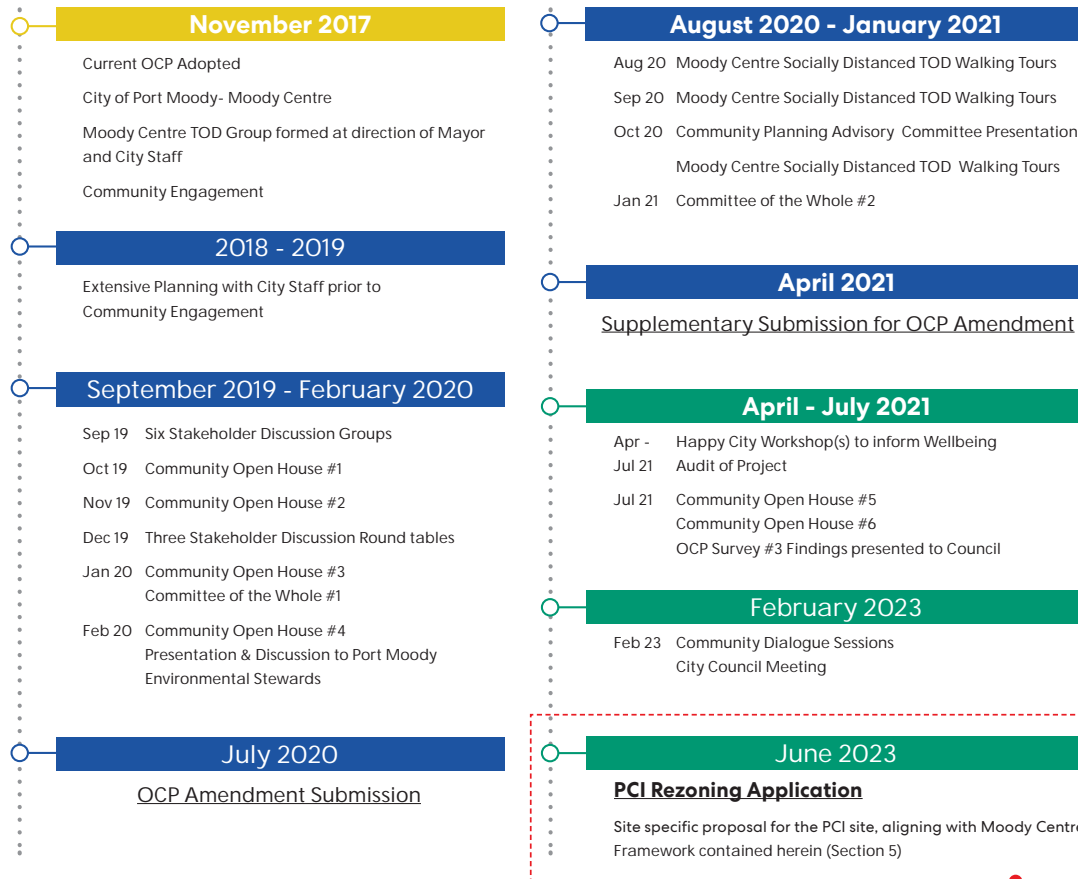 November 2017
Current OCP Adopted
City of Port Moody- Moody Centre
Moody Centre TOD Group formed at direction of Mayor
and City Staff
Community Engagement
2018 - 2019
Extensive Planning with City Staff prior to
Community Engagement
September 2019 - February 2020
Sep 19 Six Stakeholder Discussion Groups
Oct 19 Community Open House #1
Nov 19 Community Open House #2
Dec 19 Three Stakeholder Discussion Round tables
Jan 20 Community Open House #3
Committee of the Whole #1
Feb 20 Community Open House #4
Presentation & Discussion to Port Moody
Environmental Stewards
July 2020
OCP Amendment Submission
August 2020 - January 2021
Aug 20 Moody Centre Socially Distanced TOD Walking Tours
Sep 20 Moody Centre Socially Distanced TOD Walking Tours
Oct 20 Community Planning Advisory Committee Presentation
Moody Centre Socially Distanced TOD Walking Tours
Jan 21 Committee of the Whole #2
April 2021
Supplementary Submission for OCP Amendment
April - July 2021
Apr - Happy City Workshop(s) to inform Wellbeing
Jul 21 Audit of Project
Jul 21 Community Open House #5
Community Open House #6
OCP Survey #3 Findings presented to Council
February 2023
Feb 23 Community Dialogue Sessions
City Council Meeting
June 2023
PCI Rezoning Application
Site specific proposal for the PCI site, aligning with Moody Centre
Framework contained herein (Section 5)